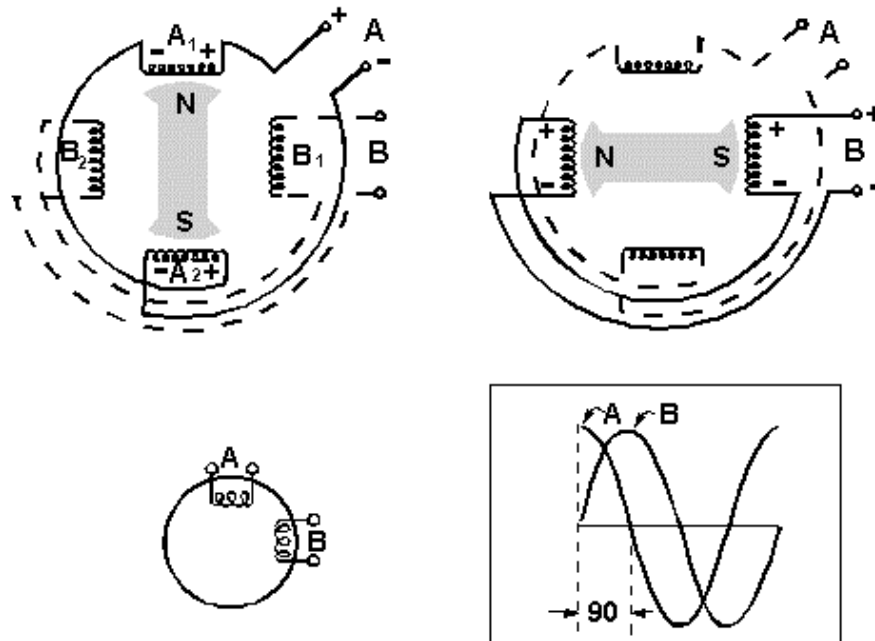 - A1 + + A
-
N
B2 B1 B
S
- A2 +
A
+ + +
N S B
- - -
A
B
A B
90